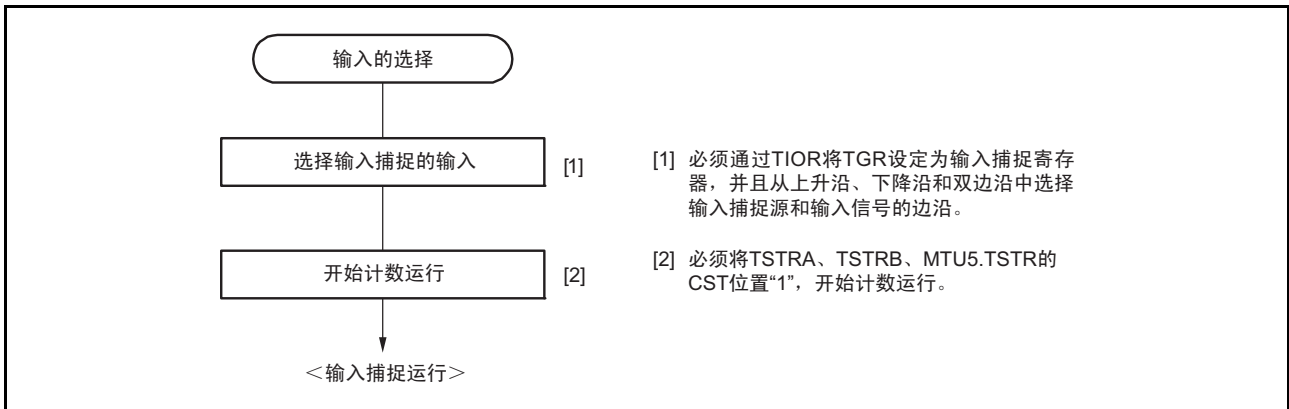 输入的选择
选择输入捕捉的输入
[1]
[1] 必须通过TIOR将TGR设定为输入捕捉寄存
器，并且从上升沿、下降沿和双边沿中选择
输入捕捉源和输入信号的边沿。
开始计数运行
[2]
[2] 必须将TSTRA、TSTRB、MTU5.TSTR的
CST位置“1”，开始计数运行。
＜输入捕捉运行＞